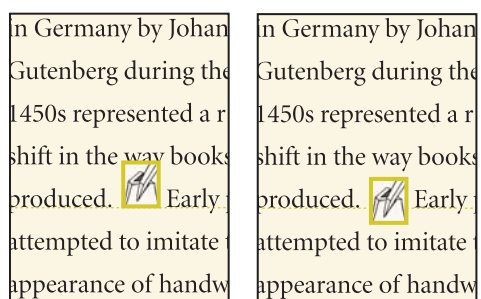 in Germany by Johan
Gutenberg during the
1450s represented a r
shift in the way books
produced. Early
attempted to imitate
appearance of handw
in Germany by Johan
Gutenberg during the
1450s represented a r
shift in the way books
produced. Early
attempted to imitate
appearance of handw